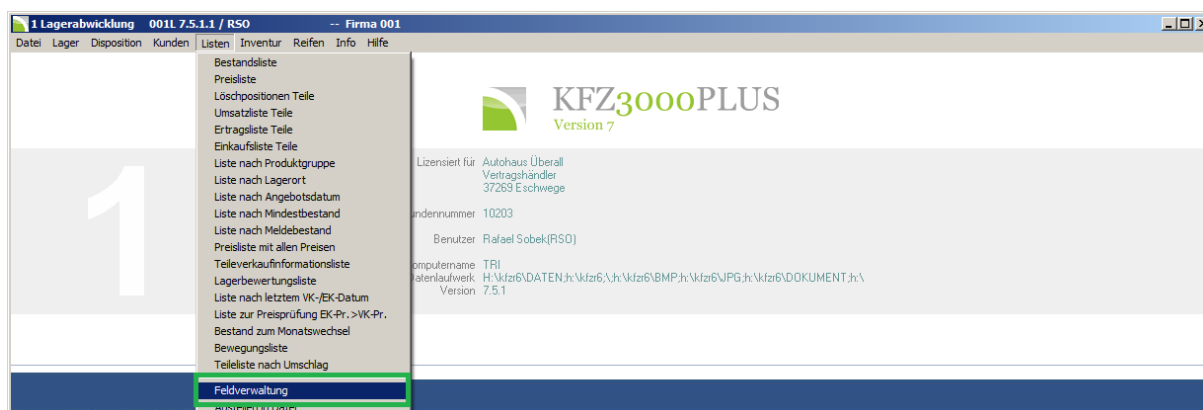 1 Lagerabwicklung 001L 7.5.1.1 / RSO -- Firma 001
Datei Lager Disposition Kunden Listen Inventur Reifen Info Hilfe
Bestandsliste
Preisliste
Löschpositionen Teile
Umsatzliste Teile
Ertragsliste Teile
Einkaufsliste Teile
Liste nach Produktgruppe
Liste nach Lagerort
Liste nach Angebotsdatum
Liste nach Mindestbestand
Liste nach Meldebestand
Preisliste mit allen Preisen
Teileverkaufinformationsliste
Lagerbewertungsliste
Liste nach letztem VK-/EK-Datum
Liste zur Preisprüfung EK-Pr.>VK-Pr.
Bestand zum Monatswechsel
Bewegungsliste
Teileliste nach Umschlag
Feldverwaltung
KFZ3000PLUS
Version 7
1
Lizensiert für Autohaus Überall
Vertragshändler
37269 Eschwege
undennummer 10203
Benutzer Rafael Sobek(RSO)
omputername TRI
atenlaufwerk H:\kfzr6\DATEN;h:\kfzr6;\;h:\kfzr6\BMP;h:\kfzr6\JPG;h:\kfzr6\DOKUMENT;h:\
Version 7.5.1